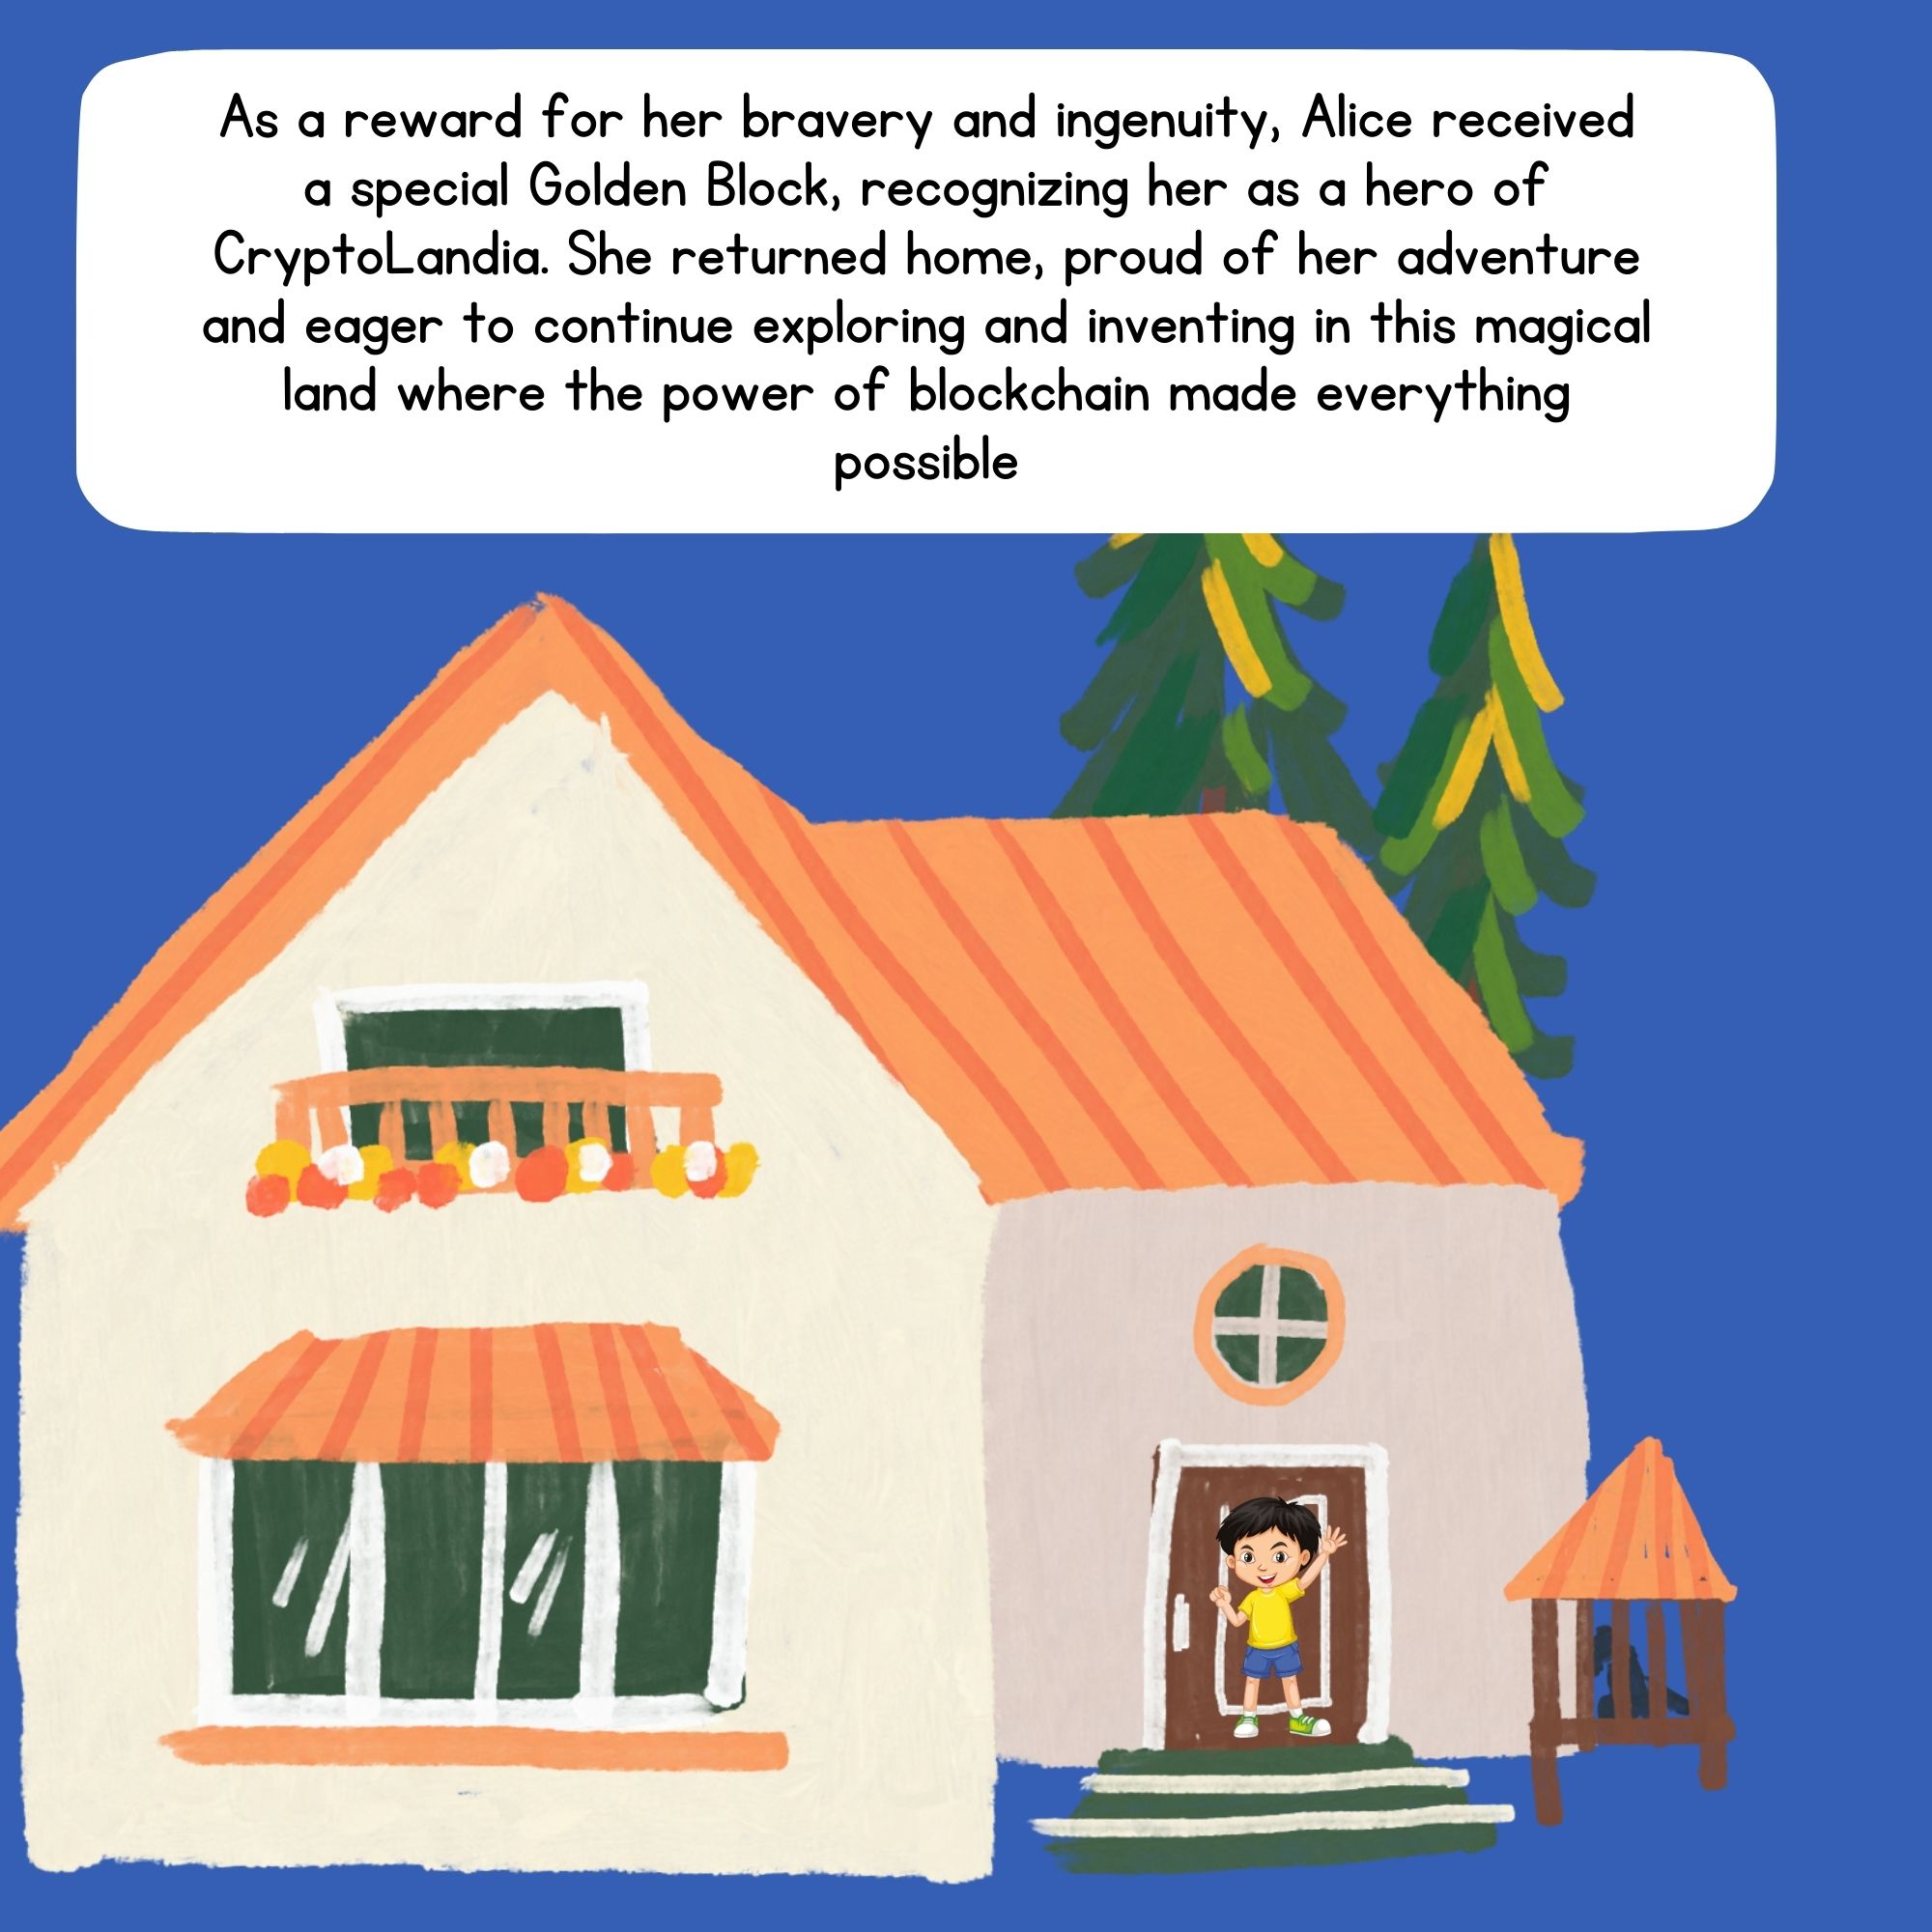 As a reward for her bravery and ingenuity, Alice received
a special Golden Block, recognizing her as a hero of
CryptoLandia. She returned home, proud of her adventure
and eager to continue exploring and inventing in this magical
land where the power of blockchain made everything
possible